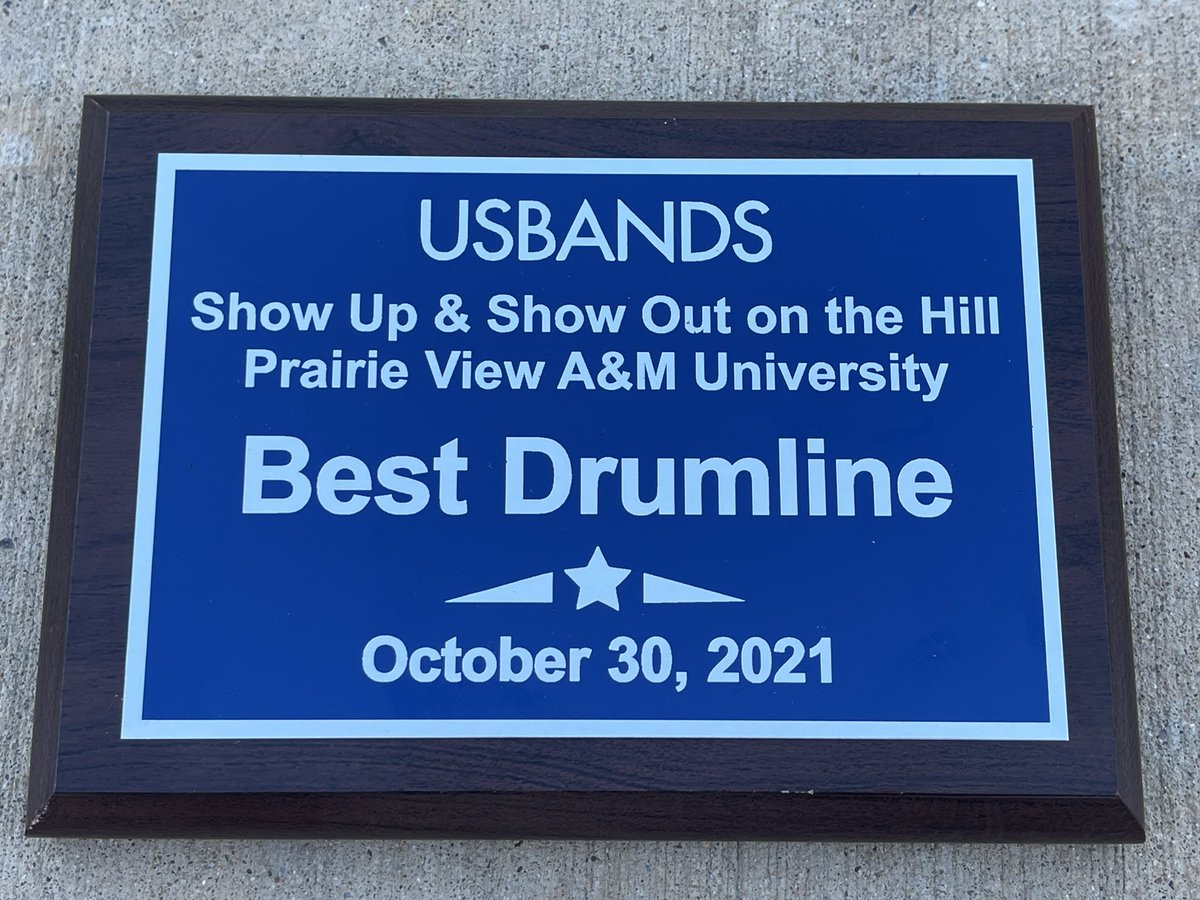 USBANDS
Show Up & Show Out on the Hill
Prairie View A&M University
Best Drumline
October 30, 2021